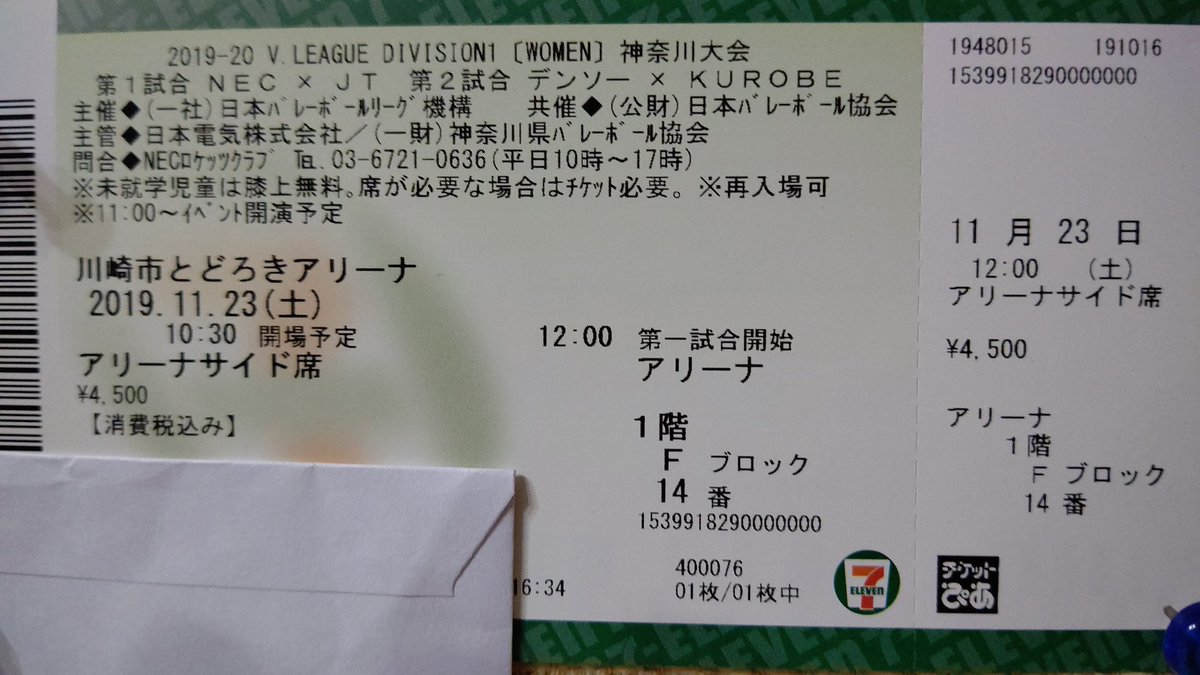 2019-20 V.LEAGUE DIVISION1 〔WOMEN〕 神奈川大会
第1試合 NEC × JT 第2試合 デンソー × KUROBE
主催◆(一社)日本ﾊﾞﾚｰﾎﾞｰﾙﾘｰｸﾞ機構 共催◆(公財)日本ﾊﾞﾚｰﾎﾞｰﾙ協会
主管◆日本電気株式会社／(一財)神奈川県ﾊﾞﾚｰﾎﾞｰﾙ協会
問合◆NECﾛｹｯﾂｸﾗﾌﾞ ℡.03-6721-0636(平日10時～17時)
※未就学児童は膝上無料。席が必要な場合はﾁｹｯﾄ必要。 ※再入場可
※11:00～ｲﾍﾞﾝﾄ開演予定
川崎市とどろきアリーナ
2019.11.23(土)
10:30 開場予定 12:00 第一試合開始
アリーナサイド席 アリーナ
¥4,500
【消費税込み】
1階
F ブロック
14 番
1539918290000000
16:34
400076
01枚/01枚中
7
ELEVEN
1948015 191016
1539918290000000
11 月 23 日
12:00 (土)
アリーナサイド席
¥4,500
アリーナ
1階
F ブロック
14 番
チケット
ぴあ
7-ELEVEN